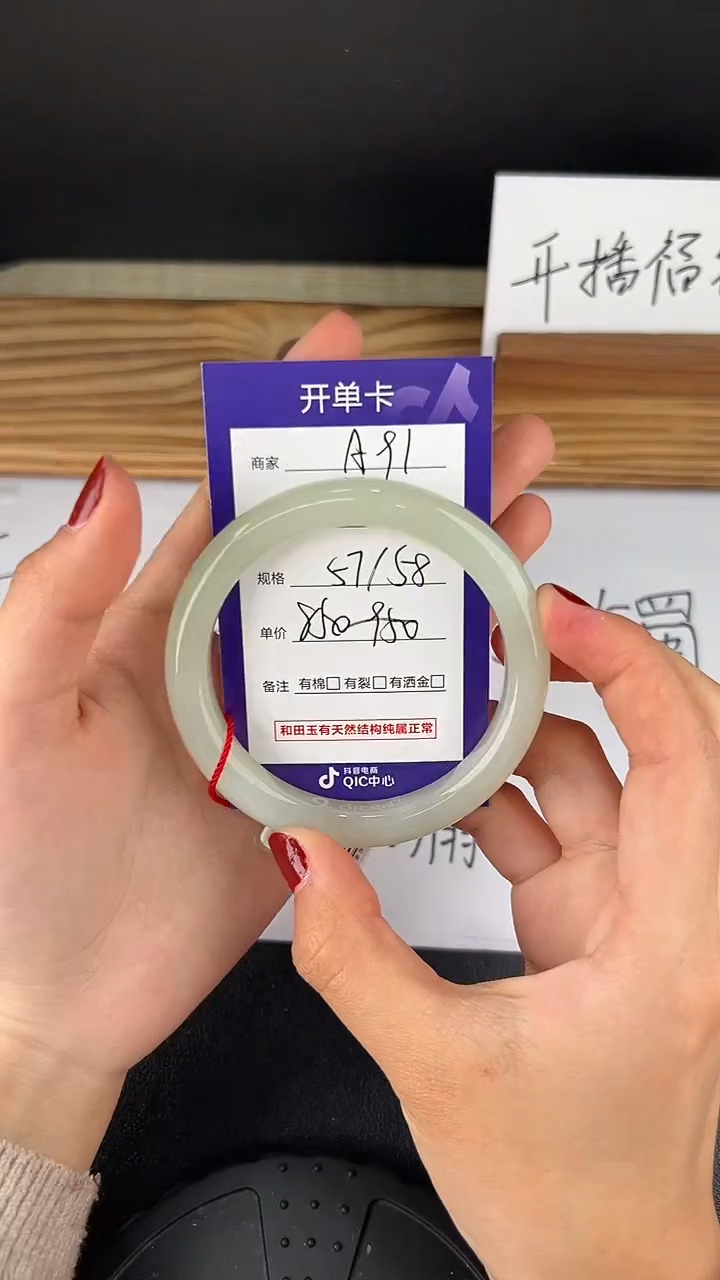 开播福
开单卡
商家 A91
规格 57/58
单价 850-950
备注 有棉□ 有裂□ 有洒金□
和田玉有天然结构纯属正常
抖音电商
QIC中心